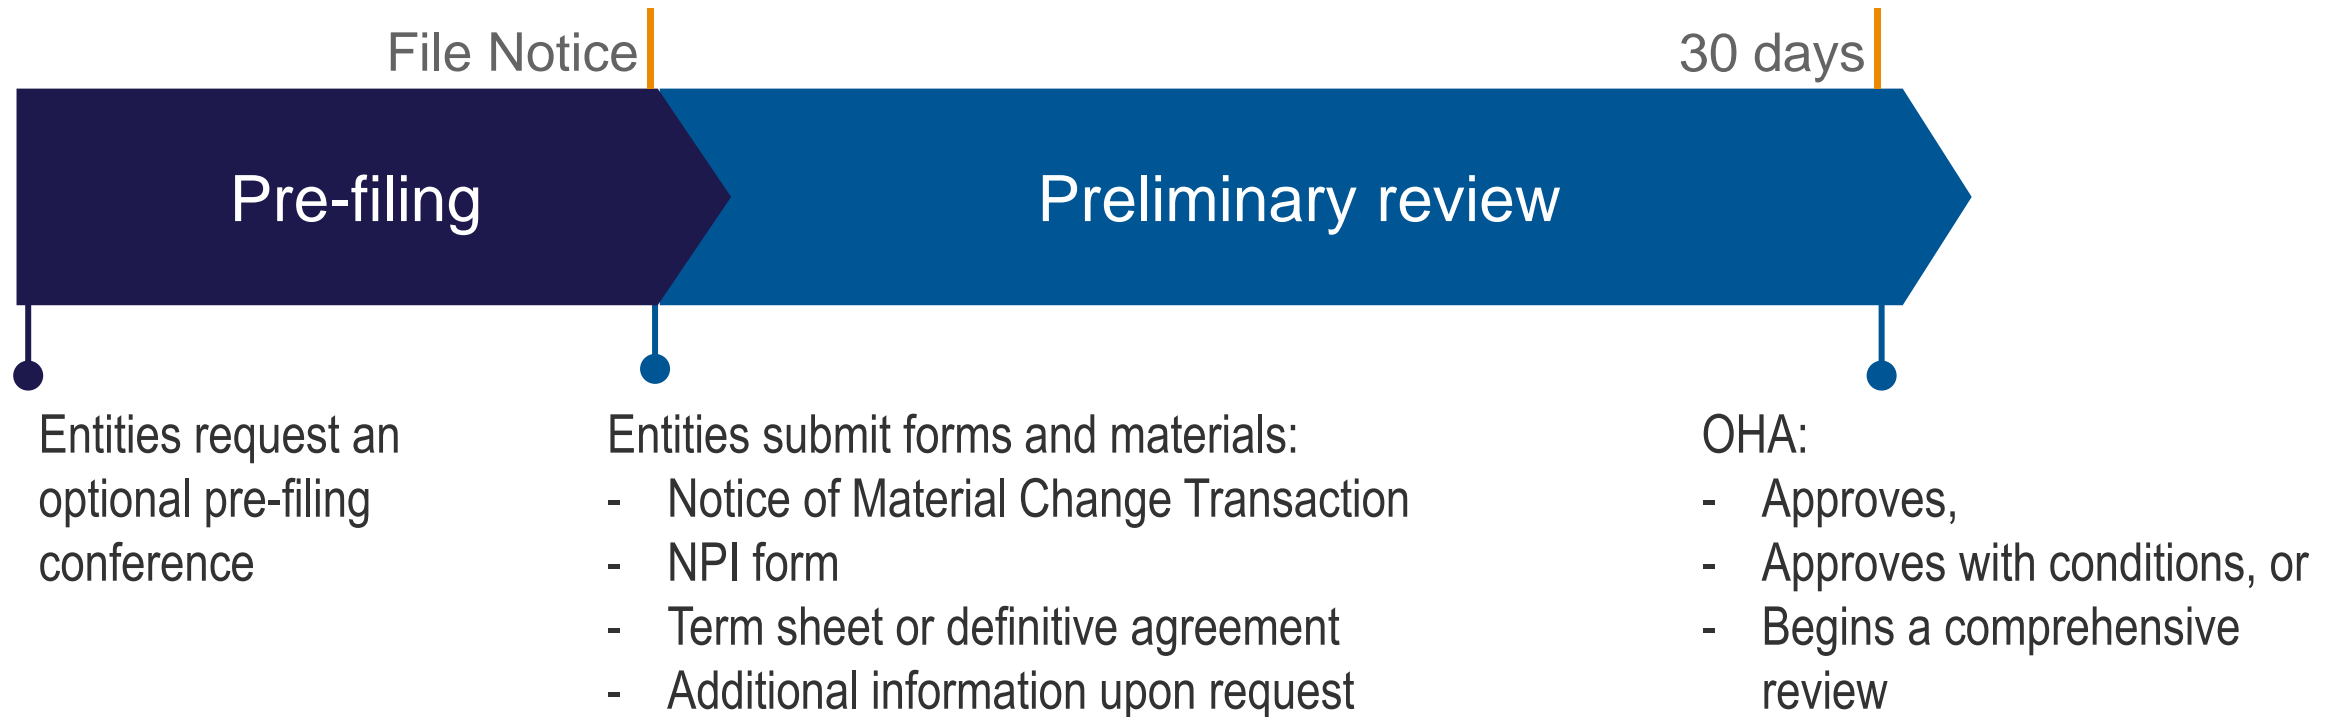 File Notice
30 days
Pre-filing
Preliminary review
Entities request an
optional pre-filing
conference
Entities submit forms and materials:
- Notice of Material Change Transaction
- NPI form
- Term sheet or definitive agreement
- Additional information upon request
OHA:
- Approves,
- Approves with conditions, or
- Begins a comprehensive
review